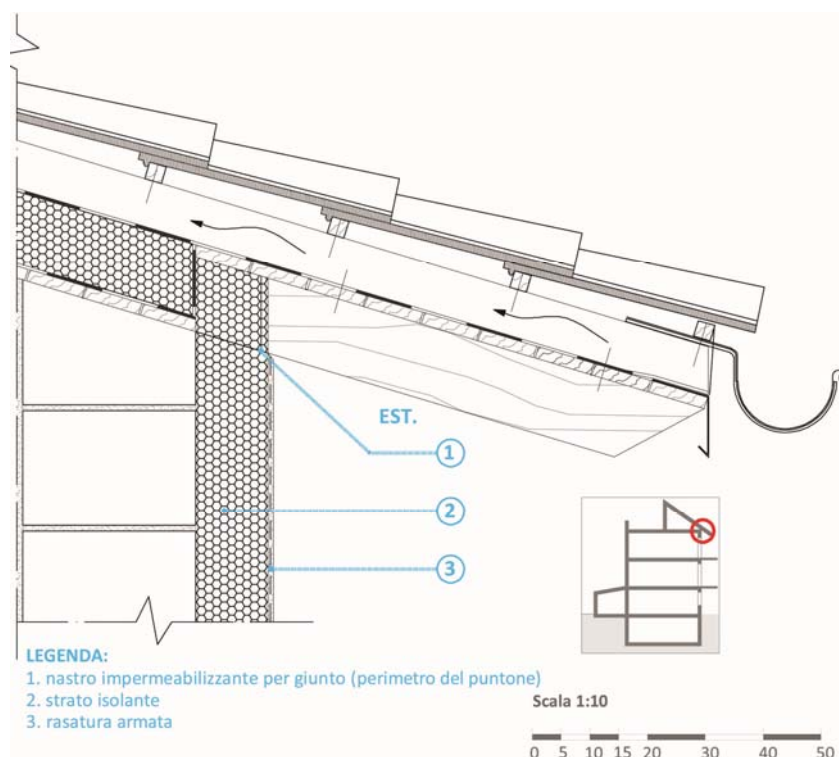 EST.
1
2
3
LEGENDA:
1. nastro impermeabilizzante per giunto (perimetro del puntone)
2. strato isolante
3. rasatura armata
Scala 1:10
0 5 10 15 20 30 40 50